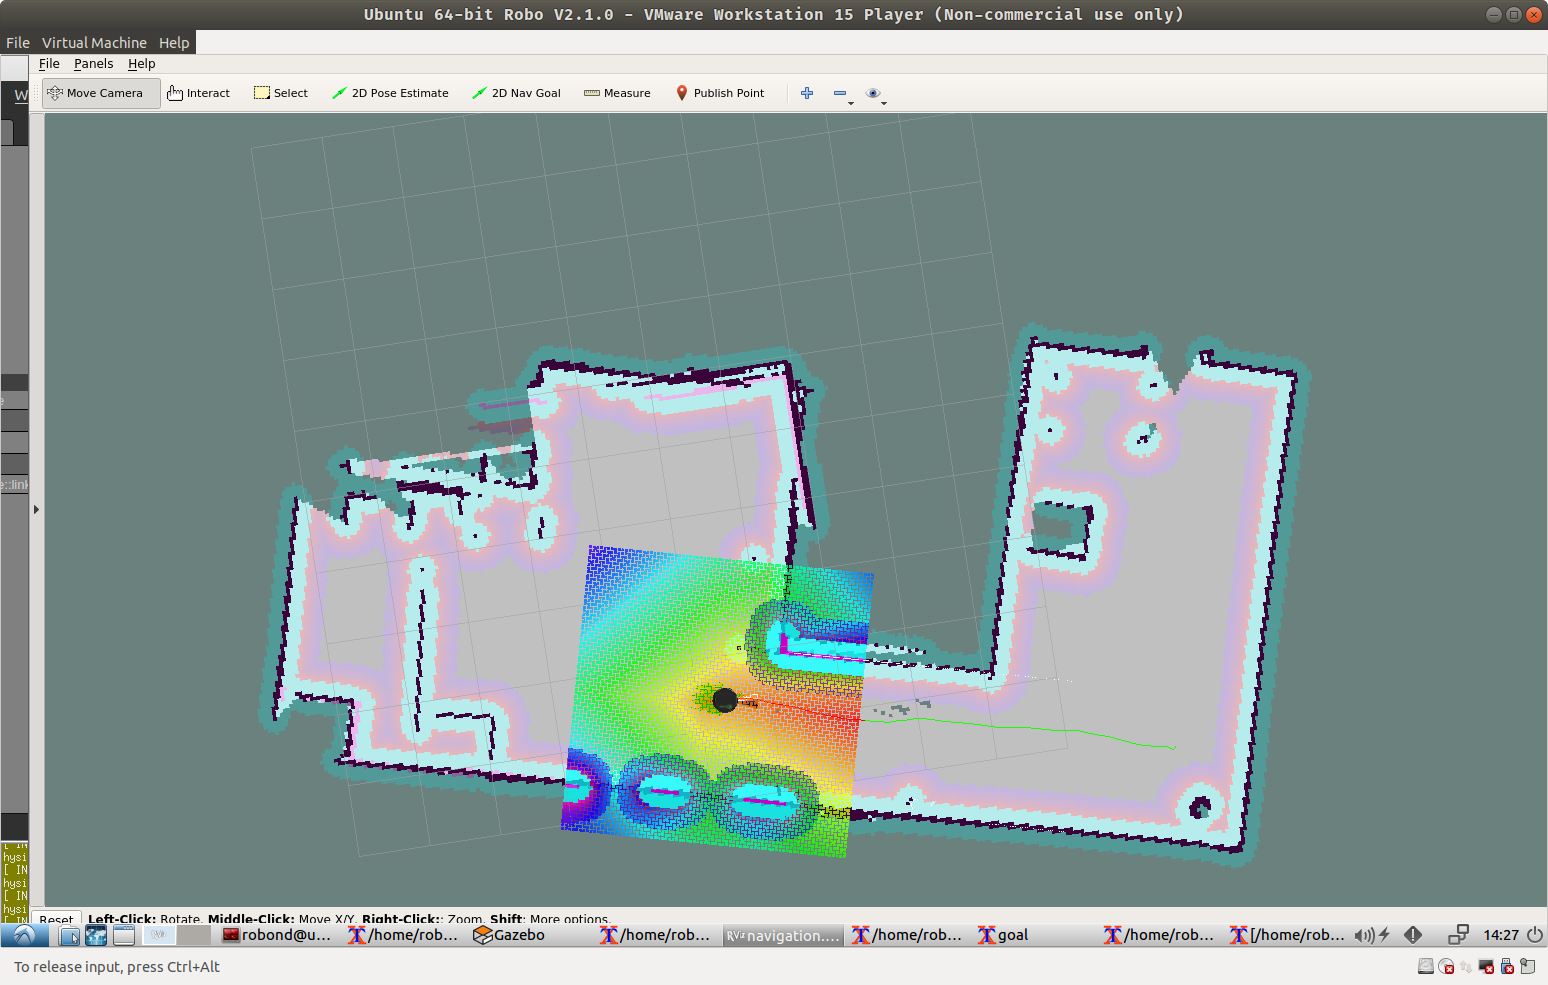 Ubuntu 64-bit Robo V2.1.0 - VMware Workstation 15 Player (Non-commercial use only)
File Virtual Machine Help
File Panels Help
W
Move Camera Interact Select 2D Pose Estimate 2D Nav Goal Measure Publish Point
e
e::link
[ IN
hysi
[ IN
hysi
[ IN
hysi
[ IN
Reset Left-Click: Rotate. Middle-Click: Move X/Y. Right-Click:: Zoom. Shift: More options.
robond@u... /home/rob... Gazebo /home/rob... RViz navigation.... /home/rob... goal /home/rob... [/home/rob... 14:27
To release input, press Ctrl+Alt